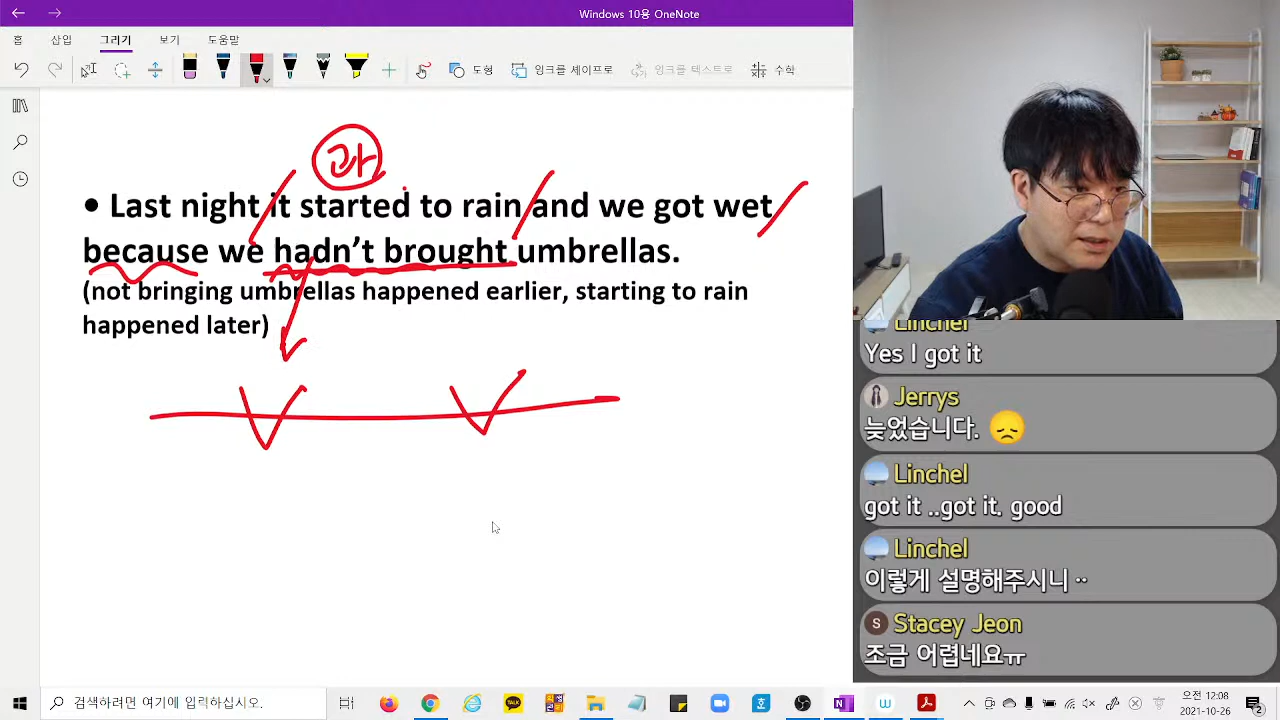 Windows 10용 OneNote
홈 삽입 그리기 보기 도움말
도형 잉크를 셰이프로 잉크를 텍스트로 수학
과
• Last night it started to rain and we got wet
because we hadn't brought umbrellas.
(not bringing umbrellas happened earlier, starting to rain
happened later)
Linchel
Yes I got it
Jerrys
늦었습니다. 😞
Linchel
got it ..got it. good
Linchel
이렇게 설명해주시니 ··
S Stacey Jeon
조금 어렵네요ㅠ
검색하려면 여기에 입력하십시오.
오전 10:08
2021-10-26